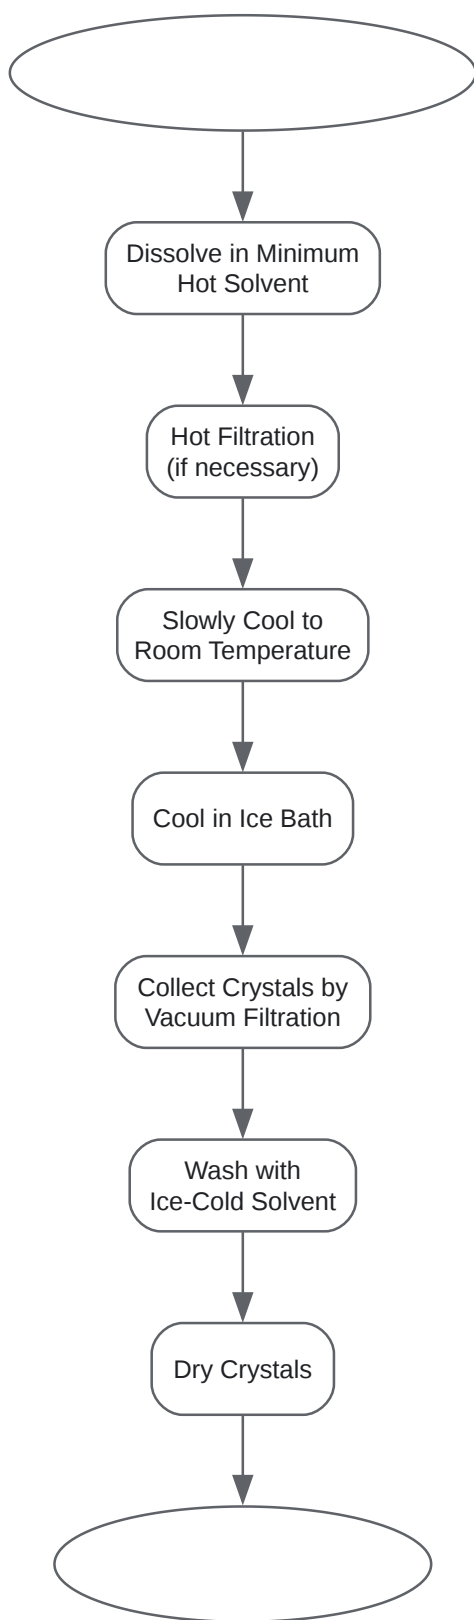 Dissolve in Minimum
Hot Solvent
Hot Filtration
(if necessary)
Slowly Cool to
Room Temperature
Cool in Ice Bath
Collect Crystals by
Vacuum Filtration
Wash with
Ice-Cold Solvent
Dry Crystals